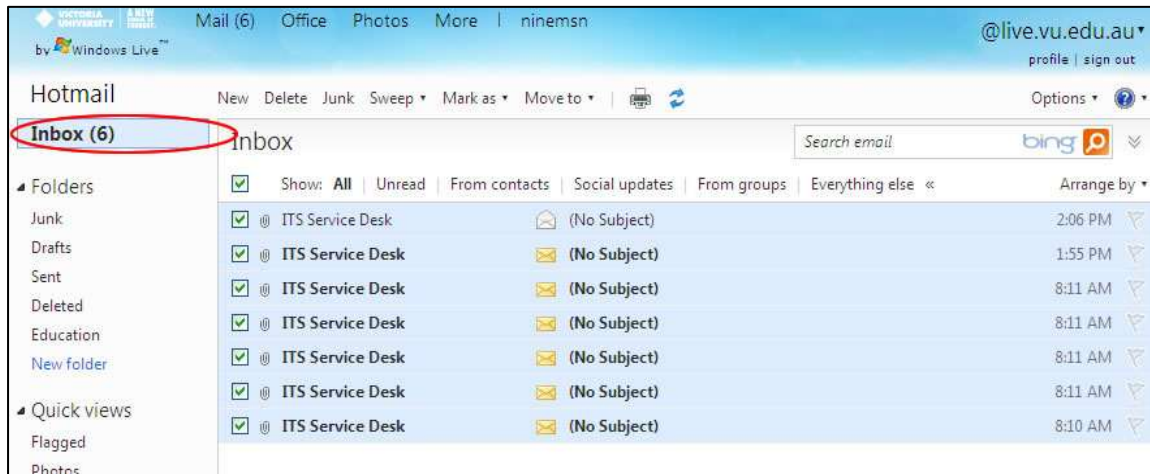 VICTORIA UNIVERSITY
A NEW
Mail (6) Office Photos More | ninemsn
by Windows Live™
@live.vu.edu.au
profile | sign out
Hotmail
New Delete Junk Sweep Mark as Move to |
Options
Inbox (6)
Inbox
Search email
bing
Folders
Show: All | Unread | From contacts | Social updates | From groups | Everything else «
Arrange by
Junk
Drafts
Sent
Deleted
Education
New folder
Quick views
Flagged
Photos
ITS Service Desk (No Subject) 2:06 PM
ITS Service Desk (No Subject) 1:55 PM
ITS Service Desk (No Subject) 8:11 AM
ITS Service Desk (No Subject) 8:11 AM
ITS Service Desk (No Subject) 8:11 AM
ITS Service Desk (No Subject) 8:11 AM
ITS Service Desk (No Subject) 8:10 AM